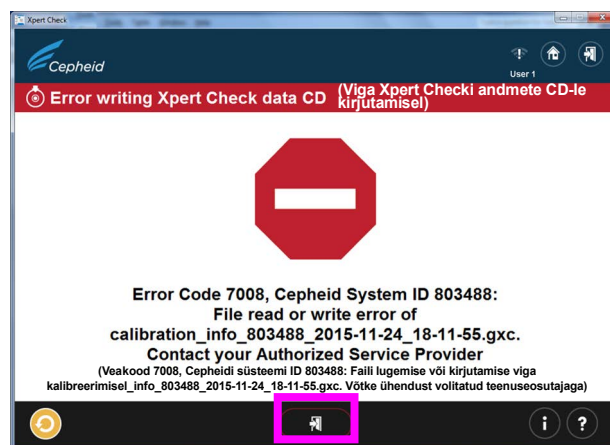 Xpert Check
Cepheid
User 1
Error writing Xpert Check data CD
(Viga Xpert Checki andmete CD-le
kirjutamisel)
Error Code 7008, Cepheid System ID 803488:
File read or write error of
calibration_info_803488_2015-11-24_18-11-55.gxc.
Contact your Authorized Service Provider
(Veakood 7008, Cepheidi süsteemi ID 803488: Faili lugemise või kirjutamise viga
kalibreerimisel_info_803488_2015-11-24_18-11-55.gxc. Võtke ühendust volitatud teenuseosutajaga)
i ?